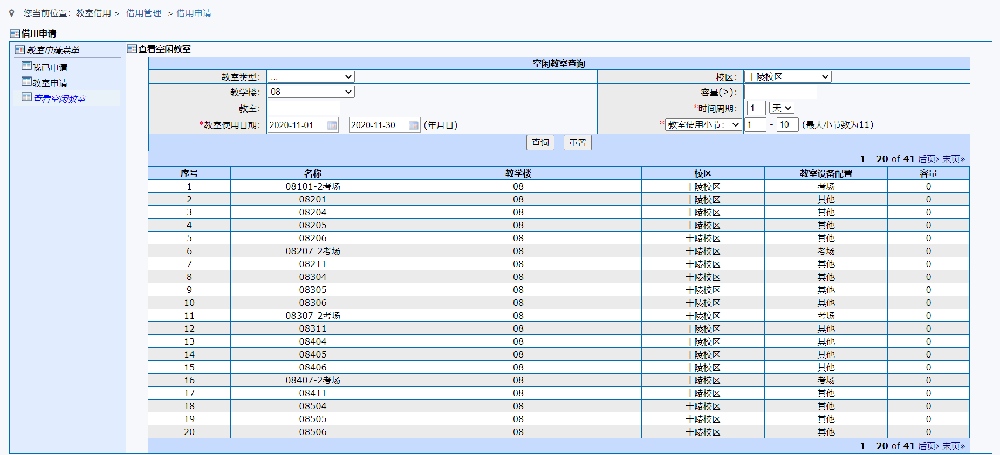 您当前位置：教室借用 > 借用管理 > 借用申请
借用申请
教室申请菜单
我已申请
教室申请
查看空闲教室
查看空闲教室
空闲教室查询
教室类型： ... 校区： 十陵校区
教学楼： 08 容量(≥)：
教室： *时间周期： 1 天
*教室使用日期： 2020-11-01 - 2020-11-30 (年月日) *教室使用小节： 1 - 10 (最大小节数为11)
查询 重置
1 - 20 of 41 后页› 末页»
序号 名称 教学楼 校区 教室设备配置 容量
1 08101-2考场 08 十陵校区 考场 0
2 08201 08 十陵校区 其他 0
3 08204 08 十陵校区 其他 0
4 08205 08 十陵校区 其他 0
5 08206 08 十陵校区 其他 0
6 08207-2考场 08 十陵校区 考场 0
7 08211 08 十陵校区 其他 0
8 08304 08 十陵校区 其他 0
9 08305 08 十陵校区 其他 0
10 08306 08 十陵校区 其他 0
11 08307-2考场 08 十陵校区 考场 0
12 08311 08 十陵校区 其他 0
13 08404 08 十陵校区 其他 0
14 08405 08 十陵校区 其他 0
15 08406 08 十陵校区 其他 0
16 08407-2考场 08 十陵校区 考场 0
17 08411 08 十陵校区 其他 0
18 08504 08 十陵校区 其他 0
19 08505 08 十陵校区 其他 0
20 08506 08 十陵校区 其他 0
1 - 20 of 41 后页› 末页»